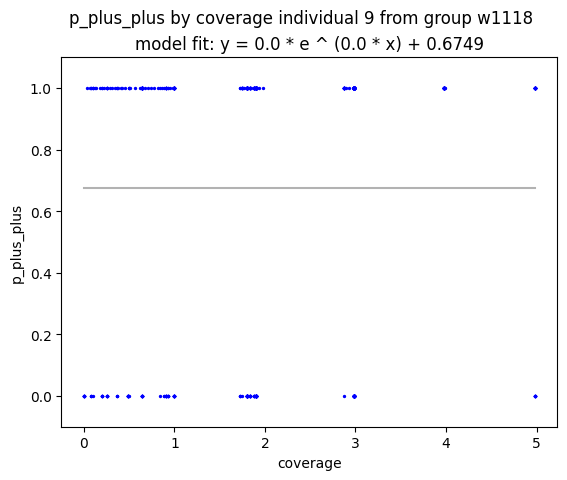 p_plus_plus by coverage individual 9 from group w1118
model fit: y = 0.0 * e ^ (0.0 * x) + 0.6749
1.0
0.8
0.6
0.4
0.2
0.0
p_plus_plus
0 1 2 3 4 5
coverage